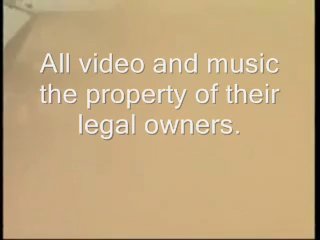 All video and music
the property of their
legal owners.